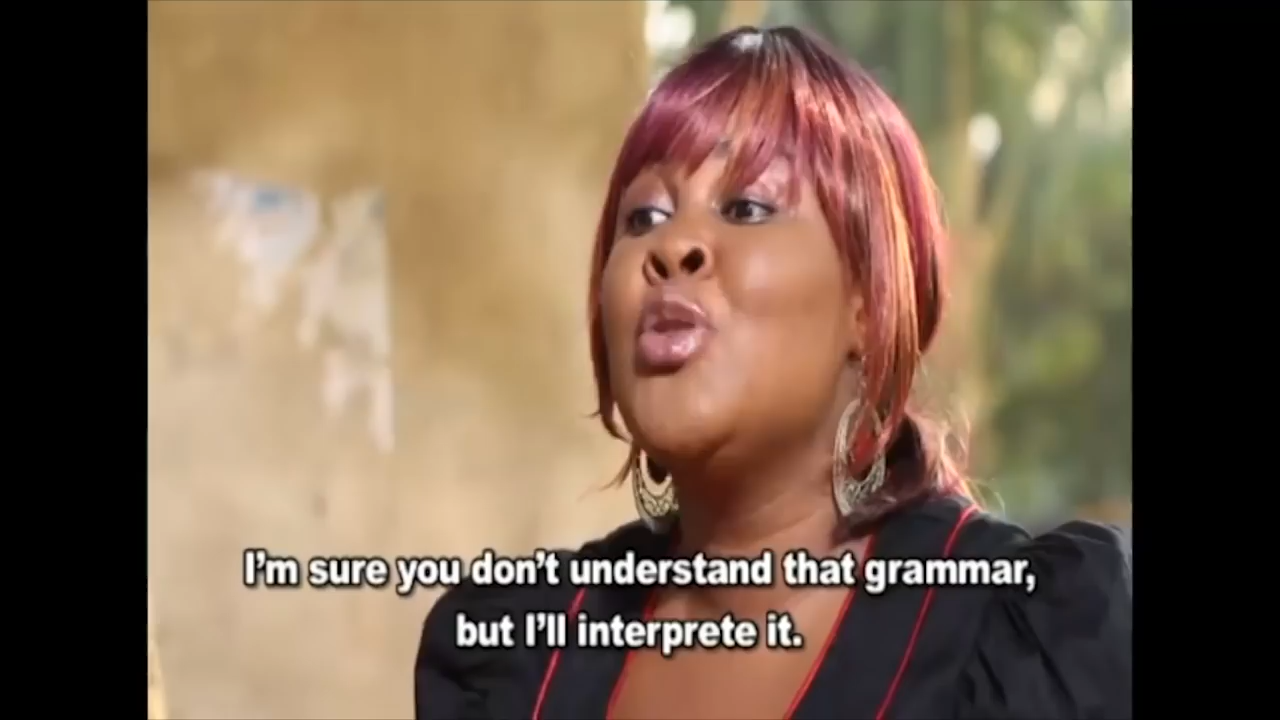 I'm sure you don't understand that grammar,
but I'll interprete it.